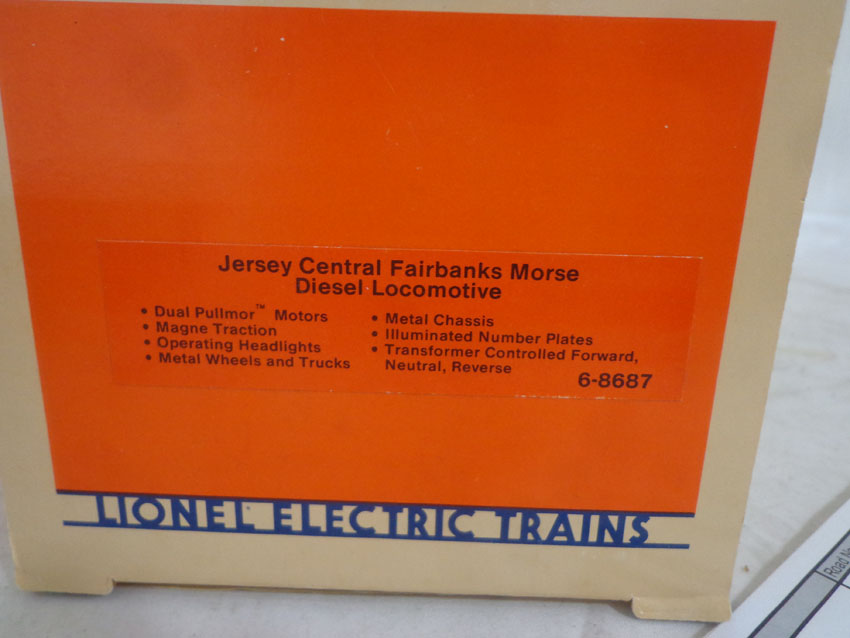 Jersey Central Fairbanks Morse
Diesel Locomotive
• Dual Pullmor™ Motors
• Magne Traction
• Operating Headlights
• Metal Wheels and Trucks
• Metal Chassis
• Illuminated Number Plates
• Transformer Controlled Forward,
Neutral, Reverse
6-8687
LIONEL ELECTRIC TRAINS
Road